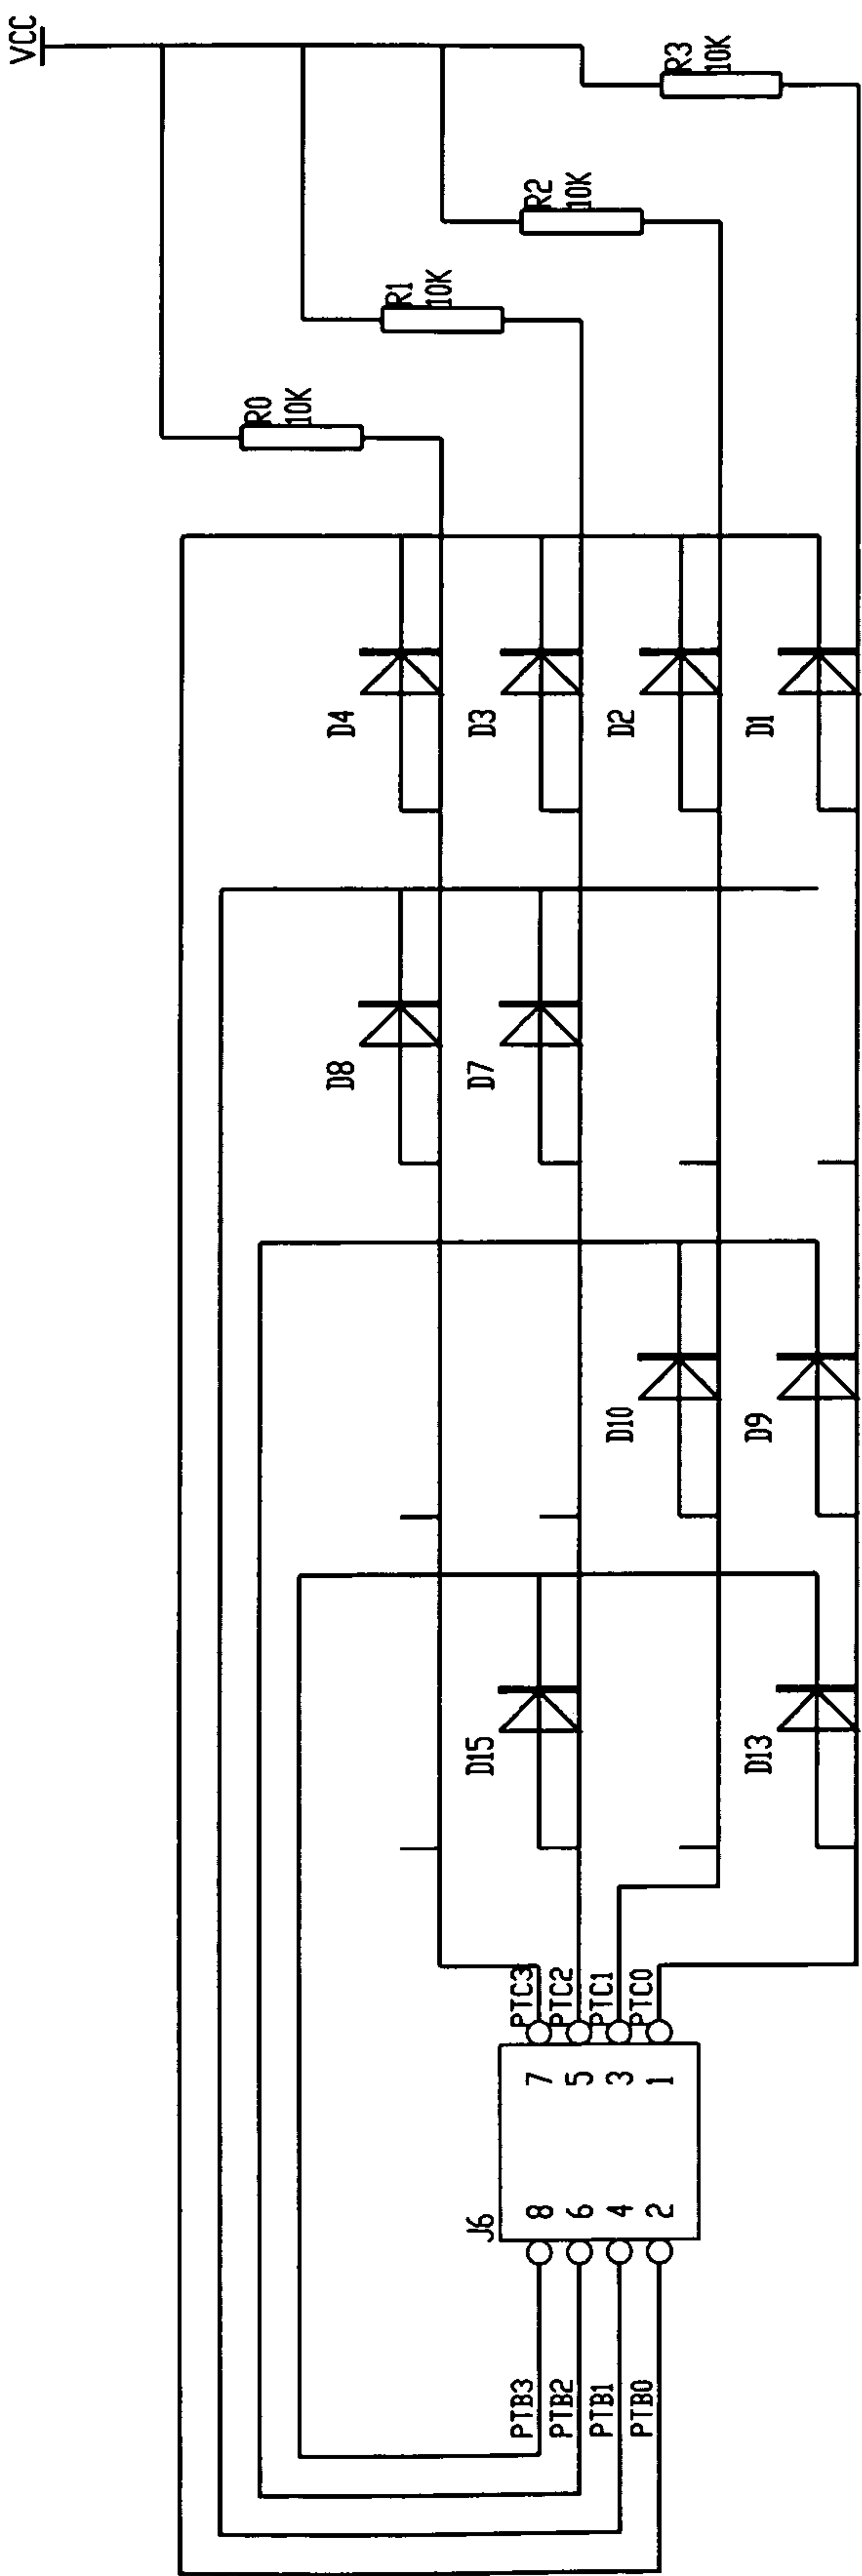 VCC
R3
10K
R2
10K
R1
10K
R0
10K
D4
D3
D2
D1
D8
D7
D10
D9
D15
D13
PTC3
PTC2
PTC1
PTC0
7
5
3
1
J6
8
6
4
2
PTB3
PTB2
PTB1
PTB0